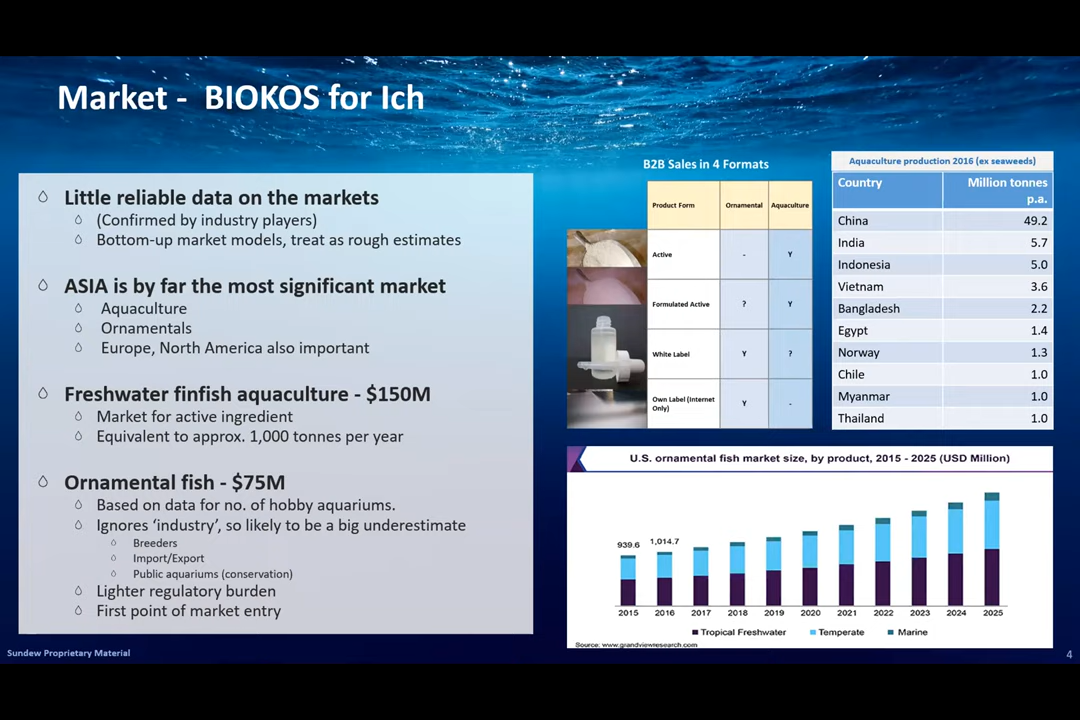 Market - BIOKOS for Ich
Little reliable data on the markets
(Confirmed by industry players)
Bottom-up market models, treat as rough estimates
ASIA is by far the most significant market
Aquaculture
Ornamentals
Europe, North America also important
Freshwater finfish aquaculture - $150M
Market for active ingredient
Equivalent to approx. 1,000 tonnes per year
Ornamental fish - $75M
Based on data for no. of hobby aquariums.
Ignores ‘industry’, so likely to be a big underestimate
Breeders
Import/Export
Public aquariums (conservation)
Lighter regulatory burden
First point of market entry
B2B Sales in 4 Formats
Product Form Ornamental Aquaculture
Active - Y
Formulated Active ? Y
White Label Y ?
Own Label (Internet
Only) Y -
Aquaculture production 2016 (ex seaweeds)
Country Million tonnes
p.a.
China 49.2
India 5.7
Indonesia 5.0
Vietnam 3.6
Bangladesh 2.2
Egypt 1.4
Norway 1.3
Chile 1.0
Myanmar 1.0
Thailand 1.0
U.S. ornamental fish market size, by product, 2015 - 2025 (USD Million)
939.6 1,014.7
2015 2016 2017 2018 2019 2020 2021 2022 2023 2024 2025
Tropical Freshwater Temperate Marine
Source: www.grandviewresearch.com
Sundew Proprietary Material
4